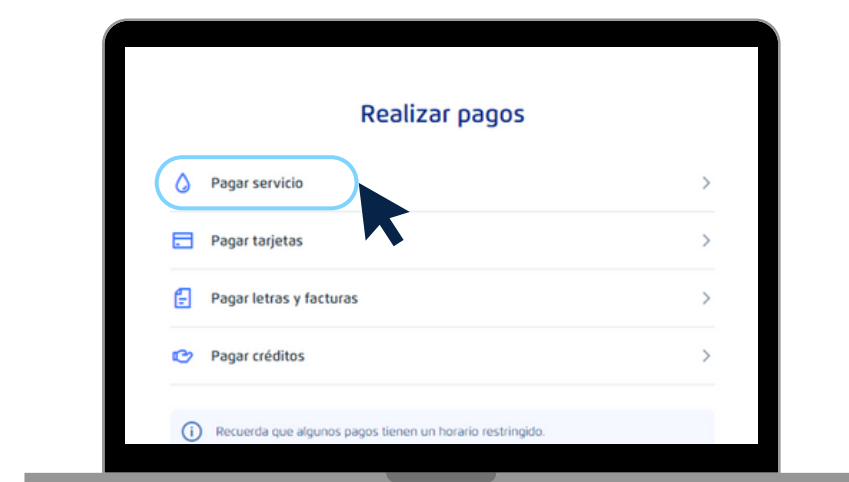 Realizar pagos
Pagar servicio
Pagar tarjetas
Pagar letras y facturas
Pagar créditos
Recuerda que algunos pagos tienen un horario restringido.